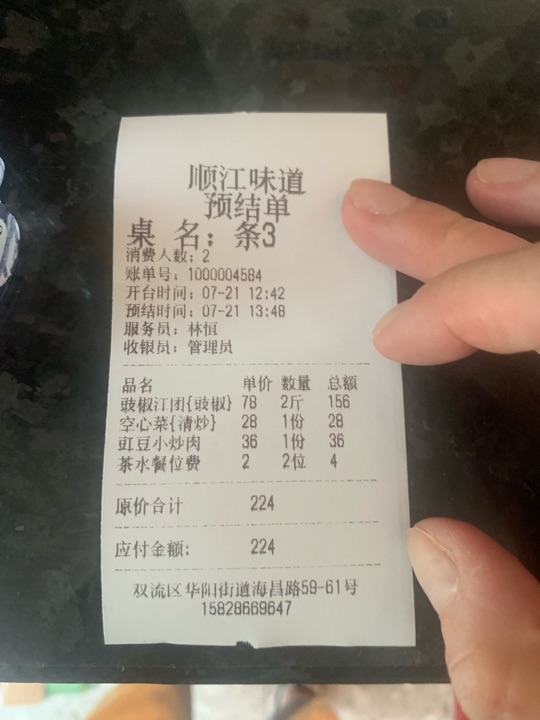 顺江味道
预结单
桌 名：条3
消费人数：2
账单号：1000004584
开台时间：07-21 12:42
预结时间：07-21 13:48
服务员：林恒
收银员：管理员
品名 单价 数量 总额
豉椒江团{豉椒} 78 2斤 156
空心菜{清炒} 28 1份 28
豇豆小炒肉 36 1份 36
茶水餐位费 2 2位 4
原价合计 224
应付金额: 224
双流区华阳街道海昌路59-61号
15828669647